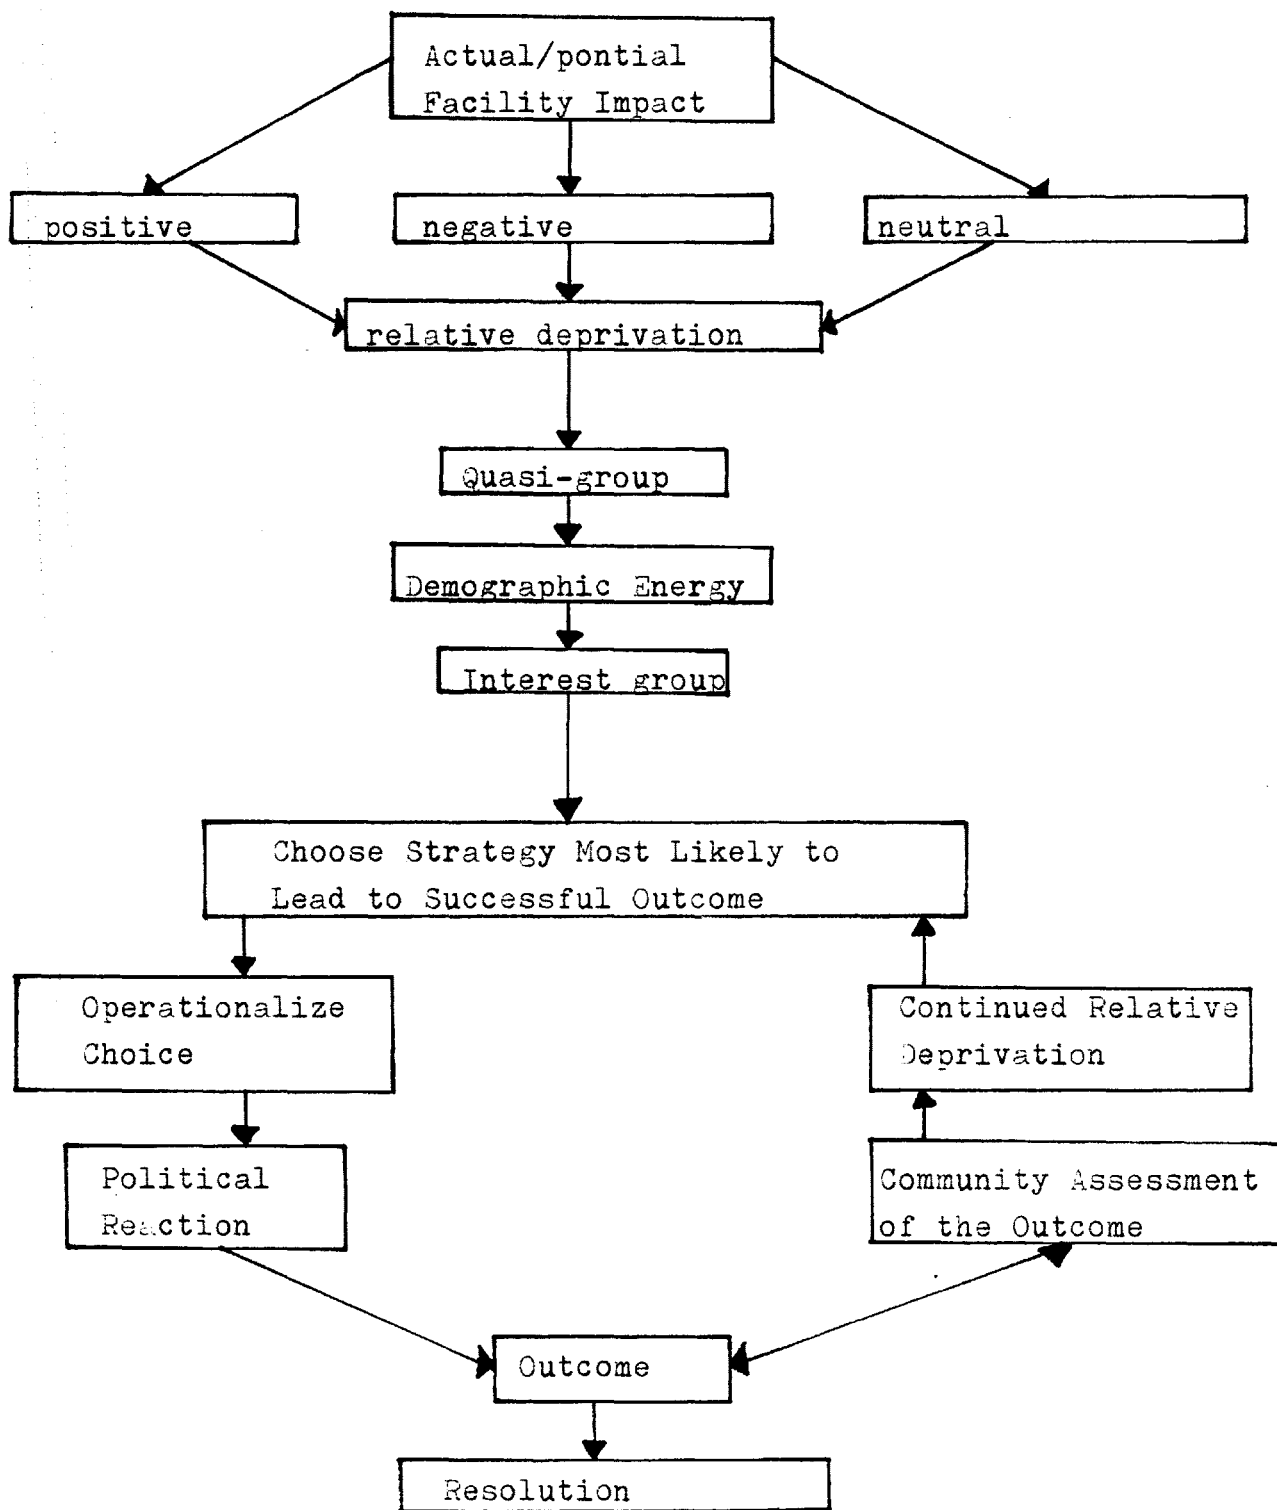 Actual/pontial
Facility Impact
positive
negative
neutral
relative deprivation
Quasi-group
Demographic Energy
Interest group
Choose Strategy Most Likely to
Lead to Successful Outcome
Operationalize
Choice
Continued Relative
Deprivation
Political
Reaction
Community Assessment
of the Outcome
Outcome
Resolution